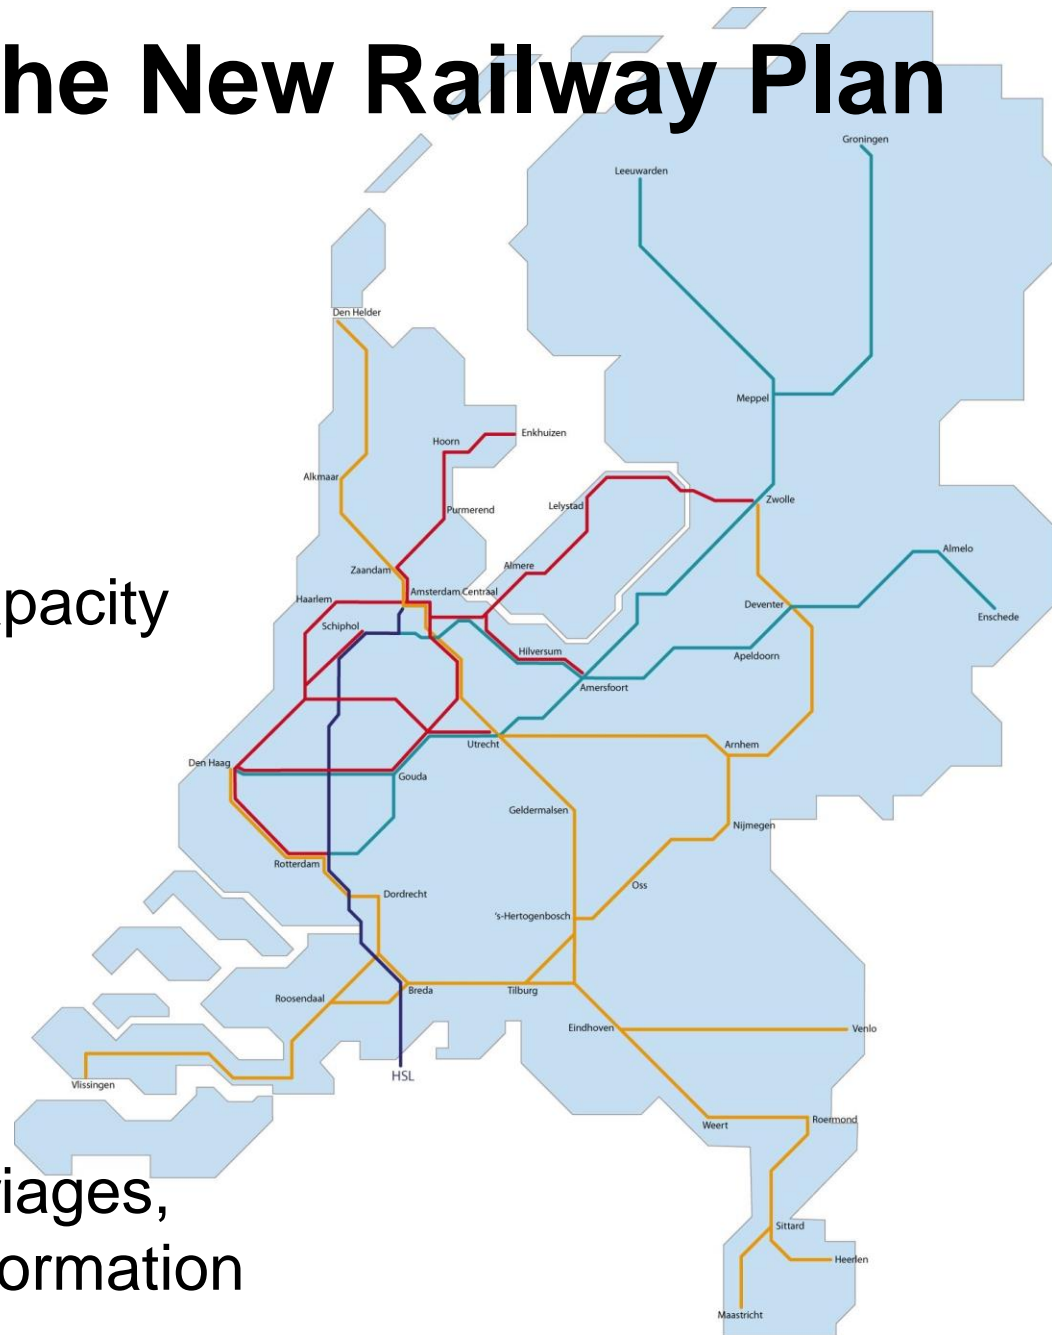 he New Railway Plan
Groningen
Leeuwarden
Den Helder
Meppel
Enkhuizen
Hoorn
Alkmaar
Lelystad
Zwolle
Purmerend
Almelo
Zaandam
Almere
Amsterdam Centraal
Haarlem
pacity
Deventer
Enschede
Schiphol
Hilversum
Apeldoorn
Amersfoort
Utrecht
Arnhem
Den Haag
Gouda
Geldermalsen
Nijmegen
Rotterdam
Oss
Dordrecht
's-Hertogenbosch
Breda
Tilburg
Roosendaal
Eindhoven
Venlo
HSL
Vlissingen
Roermond
Weert
iages,
Sittard
ormation
Heerlen
Maastricht